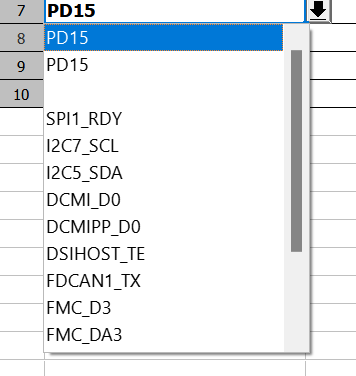 7 PD15
8 PD15
9 PD15
10
SPI1_RDY
I2C7_SCL
I2C5_SDA
DCMI_D0
DCMIPP_D0
DSIHOST_TE
FDCAN1_TX
FMC_D3
FMC_DA3